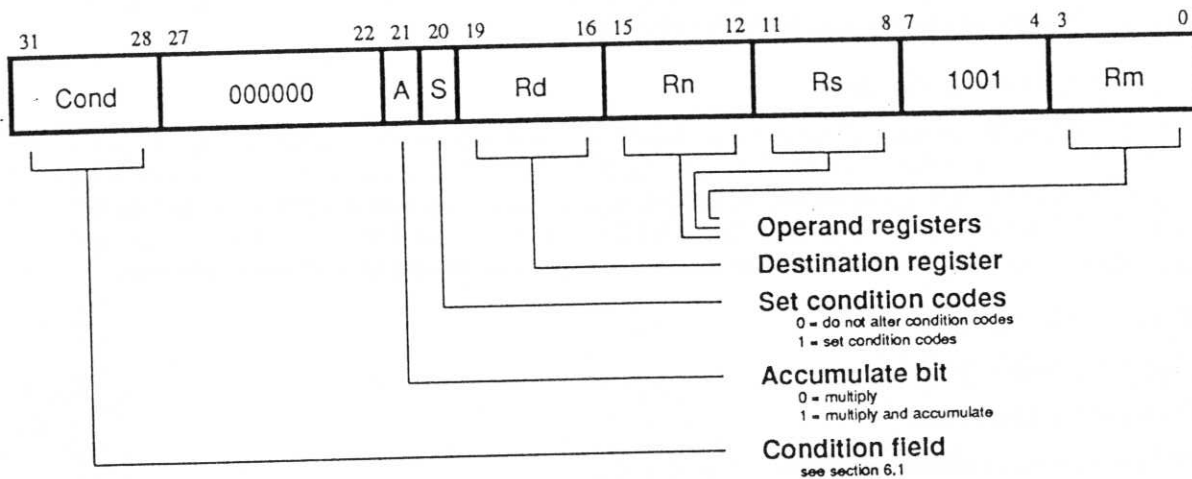 31 28 27 22 21 20 19 16 15 12 11 8 7 4 3 0
Cond 000000 A S Rd Rn Rs 1001 Rm
Operand registers
Destination register
Set condition codes
0 = do not alter condition codes
1 = set condition codes
Accumulate bit
0 = multiply
1 = multiply and accumulate
Condition field
see section 6.1